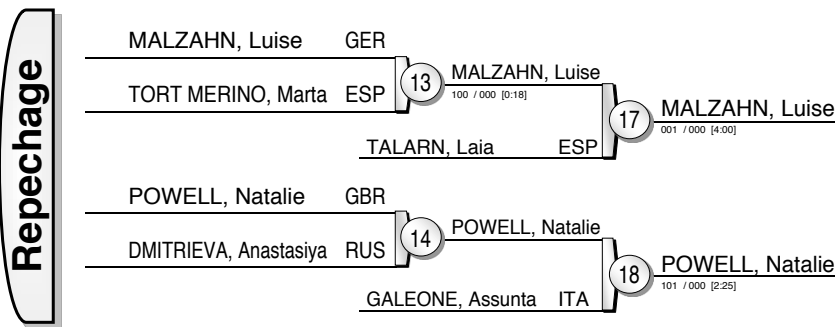 Repechage
MALZAHN, Luise GER
TORT MERINO, Marta ESP
13
MALZAHN, Luise
100 / 000 [0:18]
TALARN, Laia ESP
17
MALZAHN, Luise
001 / 000 [4:00]
POWELL, Natalie GBR
DMITRIEVA, Anastasiya RUS
14
POWELL, Natalie
GALEONE, Assunta ITA
18
POWELL, Natalie
101 / 000 [2:25]